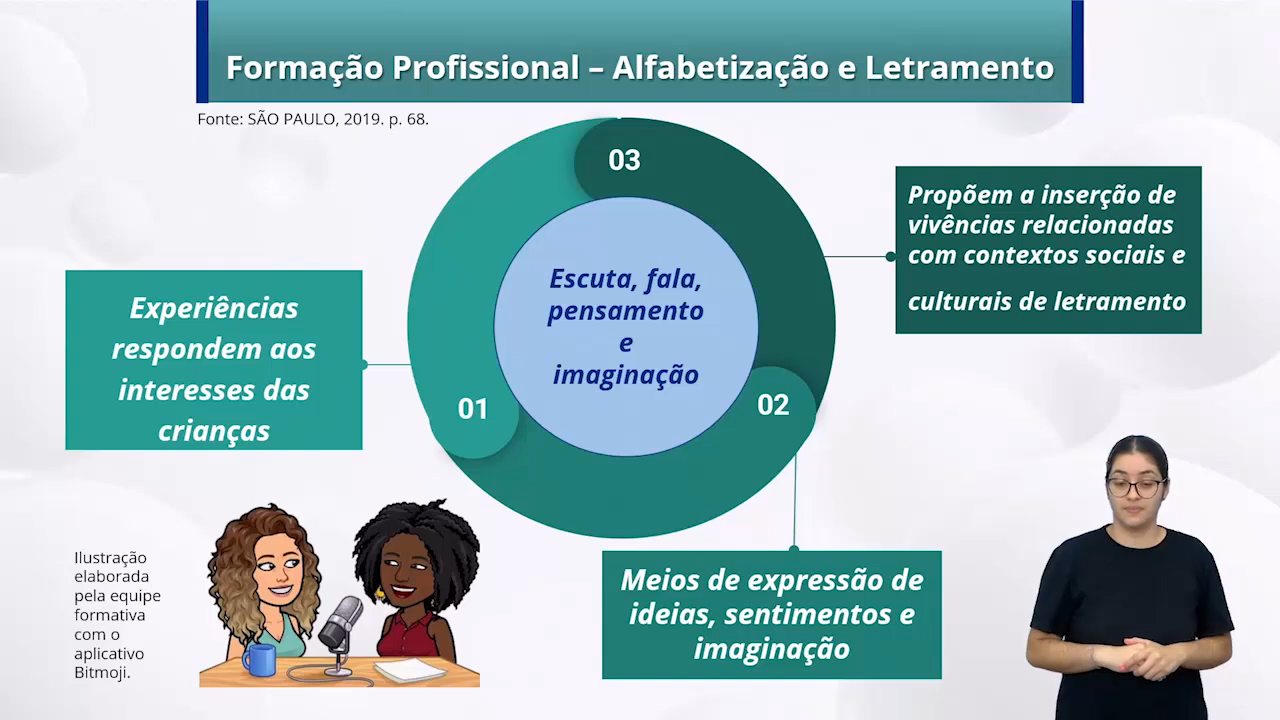 Formação Profissional – Alfabetização e Letramento
Fonte: SÃO PAULO, 2019. p. 68.
03
Propõem a inserção de
vivências relacionadas
com contextos sociais e
culturais de letramento
Escuta, fala,
pensamento
e
imaginação
Experiências
respondem aos
interesses das
crianças
01
02
Meios de expressão de
ideias, sentimentos e
imaginação
Ilustração
elaborada
pela equipe
formativa
com o
aplicativo
Bitmoji.